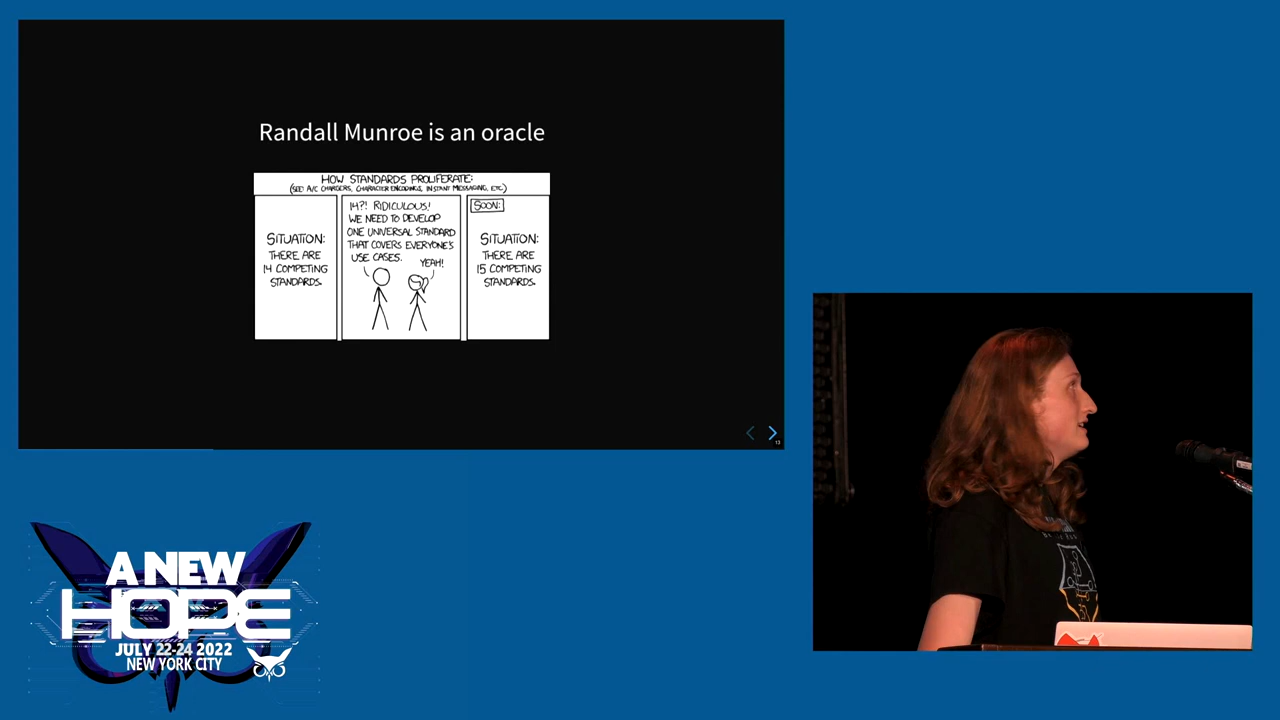 Randall Munroe is an oracle
HOW STANDARDS PROLIFERATE:
(SEE: A/C CHARGERS, CHARACTER ENCODINGS, INSTANT MESSAGING, ETC.)
SITUATION:
THERE ARE
14 COMPETING
STANDARDS.
14?! RIDICULOUS!
WE NEED TO DEVELOP
ONE UNIVERSAL STANDARD
THAT COVERS EVERYONE'S
USE CASES.
YEAH!
SOON:
SITUATION:
THERE ARE
15 COMPETING
STANDARDS.
13
A NEW
HOPE
JULY 22-24 2022
NEW YORK CITY